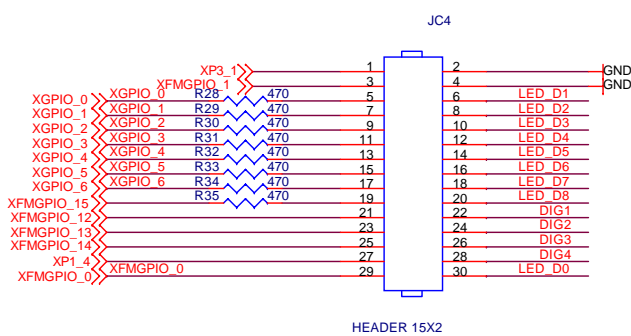 JC4
XP3_1 1 2 GND
XFMGPIO_1 3 4 GND
XGPIO_0 XGPIO_0 R28 470 5 6 LED_D1
XGPIO_1 XGPIO_1 R29 470 7 8 LED_D2
XGPIO_2 XGPIO_2 R30 470 9 10 LED_D3
XGPIO_3 XGPIO_3 R31 470 11 12 LED_D4
XGPIO_4 XGPIO_4 R32 470 13 14 LED_D5
XGPIO_5 XGPIO_5 R33 470 15 16 LED_D6
XGPIO_6 XGPIO_6 R34 470 17 18 LED_D7
XFMGPIO_15 R35 470 19 20 LED_D8
XFMGPIO_12 21 22 DIG1
XFMGPIO_13 23 24 DIG2
XFMGPIO_14 25 26 DIG3
XP1_4 27 28 DIG4
XFMGPIO_0 XFMGPIO_0 29 30 LED_D0
HEADER 15X2